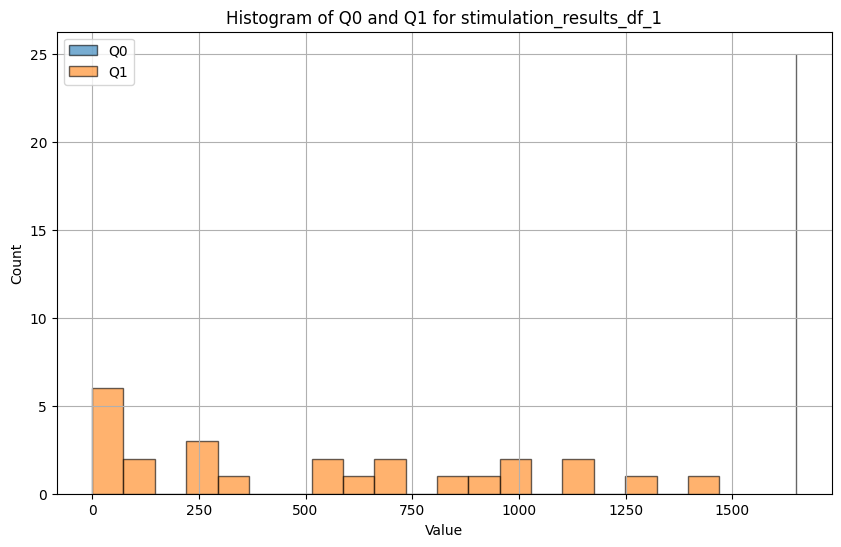 Histogram of Q0 and Q1 for stimulation_results_df_1
Q0
Q1
25
20
15
10
5
0
Count
0 250 500 750 1000 1250 1500
Value